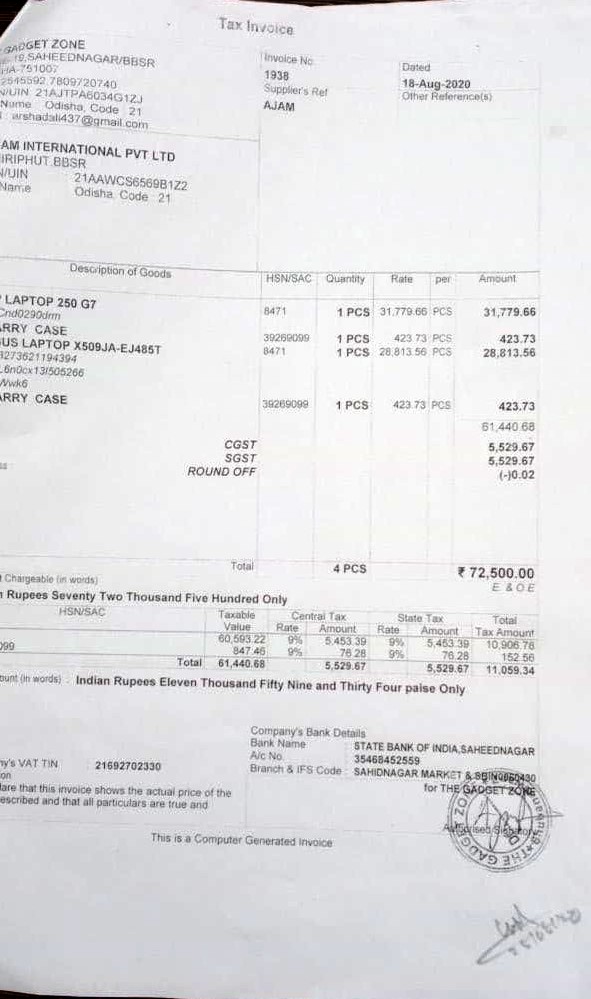 Tax Invoice
GADGET ZONE
19,SAHEEDNAGAR/BBSR
HA-751007
2545592,7809720740
N/UIN 21AJTPA6034G1ZJ
Name Odisha, Code 21
arshadali437@gmail.com
Invoice No.
1938
Supplier's Ref
AJAM
Dated
18-Aug-2020
Other Reference(s)
AM INTERNATIONAL PVT LTD
IRIPHUT,BBSR
N/UIN : 21AAWCS6569B1Z2
Name Odisha, Code : 21
Description of Goods HSN/SAC Quantity Rate per Amount
LAPTOP 250 G7 8471 1 PCS 31,779.66 PCS 31,779.66
Cnd0290drm
ARRY CASE 39269099 1 PCS 423.73 PCS 423.73
US LAPTOP X509JA-EJ485T 8471 1 PCS 28,813.56 PCS 28,813.56
3273621194394
L6n0cx13/505266
Wwk6
ARRY CASE 39269099 1 PCS 423.73 PCS 423.73
61,440.68
CGST 5,529.67
SGST 5,529.67
ROUND OFF (-)0.02
Total 4 PCS ₹ 72,500.00
t Chargeable (in words) E & O E
n Rupees Seventy Two Thousand Five Hundred Only
HSN/SAC Taxable Value Central Tax Rate Amount State Tax Rate Amount Total Tax Amount
60,593.22 9% 5,453.39 9% 5,453.39 10,906.78
099 847.46 9% 76.28 9% 76.28 152.56
Total 61,440.68 5,529.67 5,529.67 11,059.34
ount (in words) : Indian Rupees Eleven Thousand Fifty Nine and Thirty Four paise Only
Company's Bank Details
Bank Name : STATE BANK OF INDIA,SAHEEDNAGAR
A/c No. : 35468452559
Branch & IFS Code : SAHIDNAGAR MARKET & SBIN0060430
ny's VAT TIN : 21692702330
on
lare that this invoice shows the actual price of the
escribed and that all particulars are true and
for THE GADGET ZONE
Authorised Signatory
THE GADGET ZONE
This is a Computer Generated Invoice